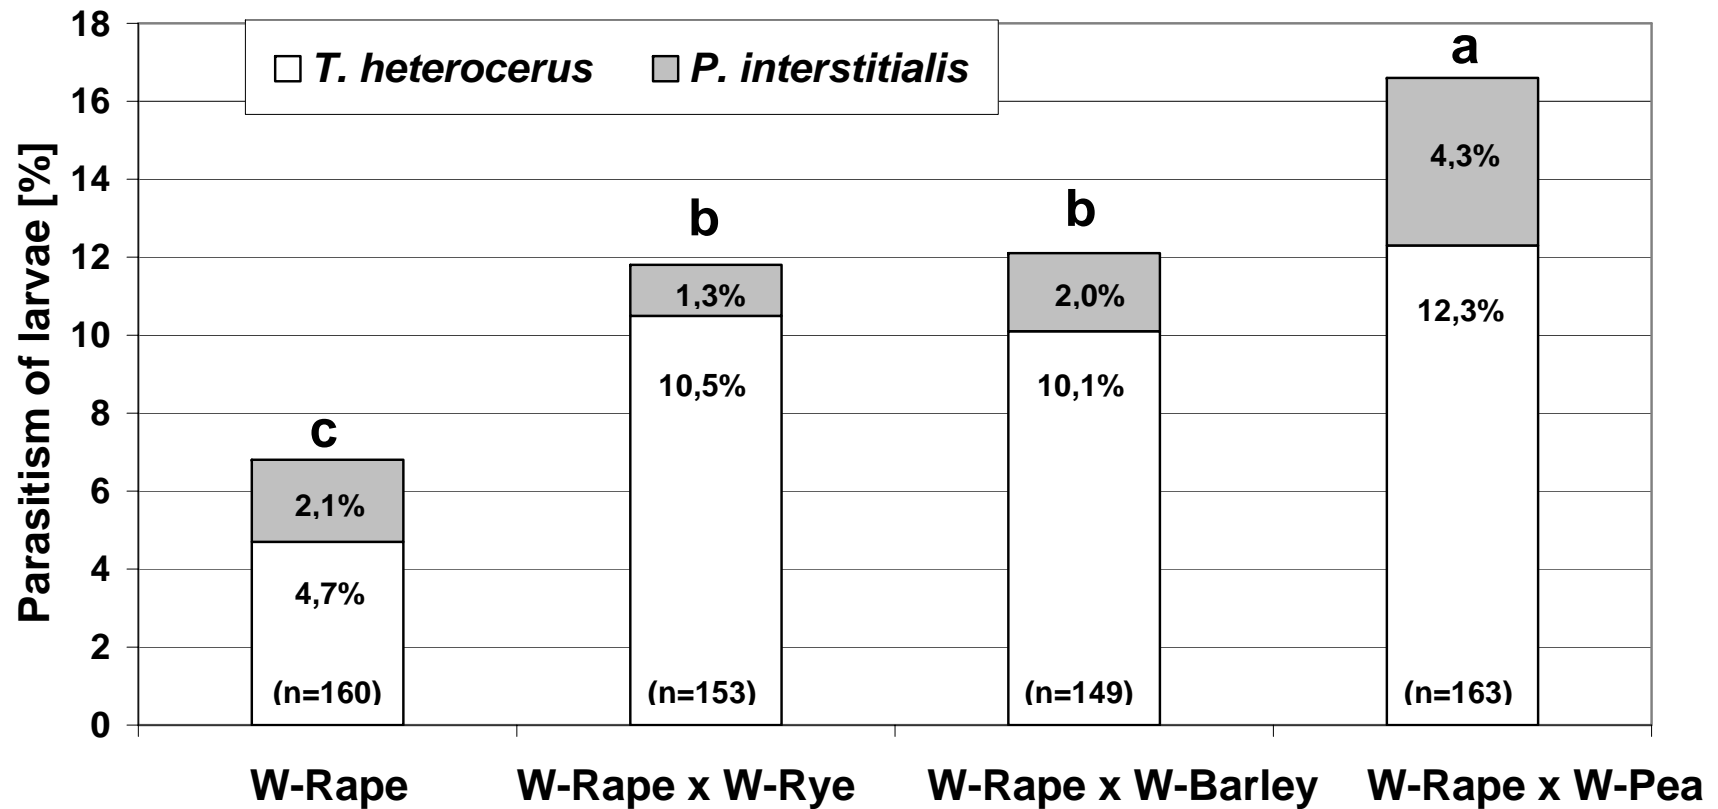 Parasitism of larvae [%]
18
16
14
12
10
8
6
4
2
0
T. heterocerus P. interstitialis
c
2,1%
4,7%
(n=160)
b
1,3%
10,5%
(n=153)
b
2,0%
10,1%
(n=149)
a
4,3%
12,3%
(n=163)
W-Rape W-Rape x W-Rye W-Rape x W-Barley W-Rape x W-Pea